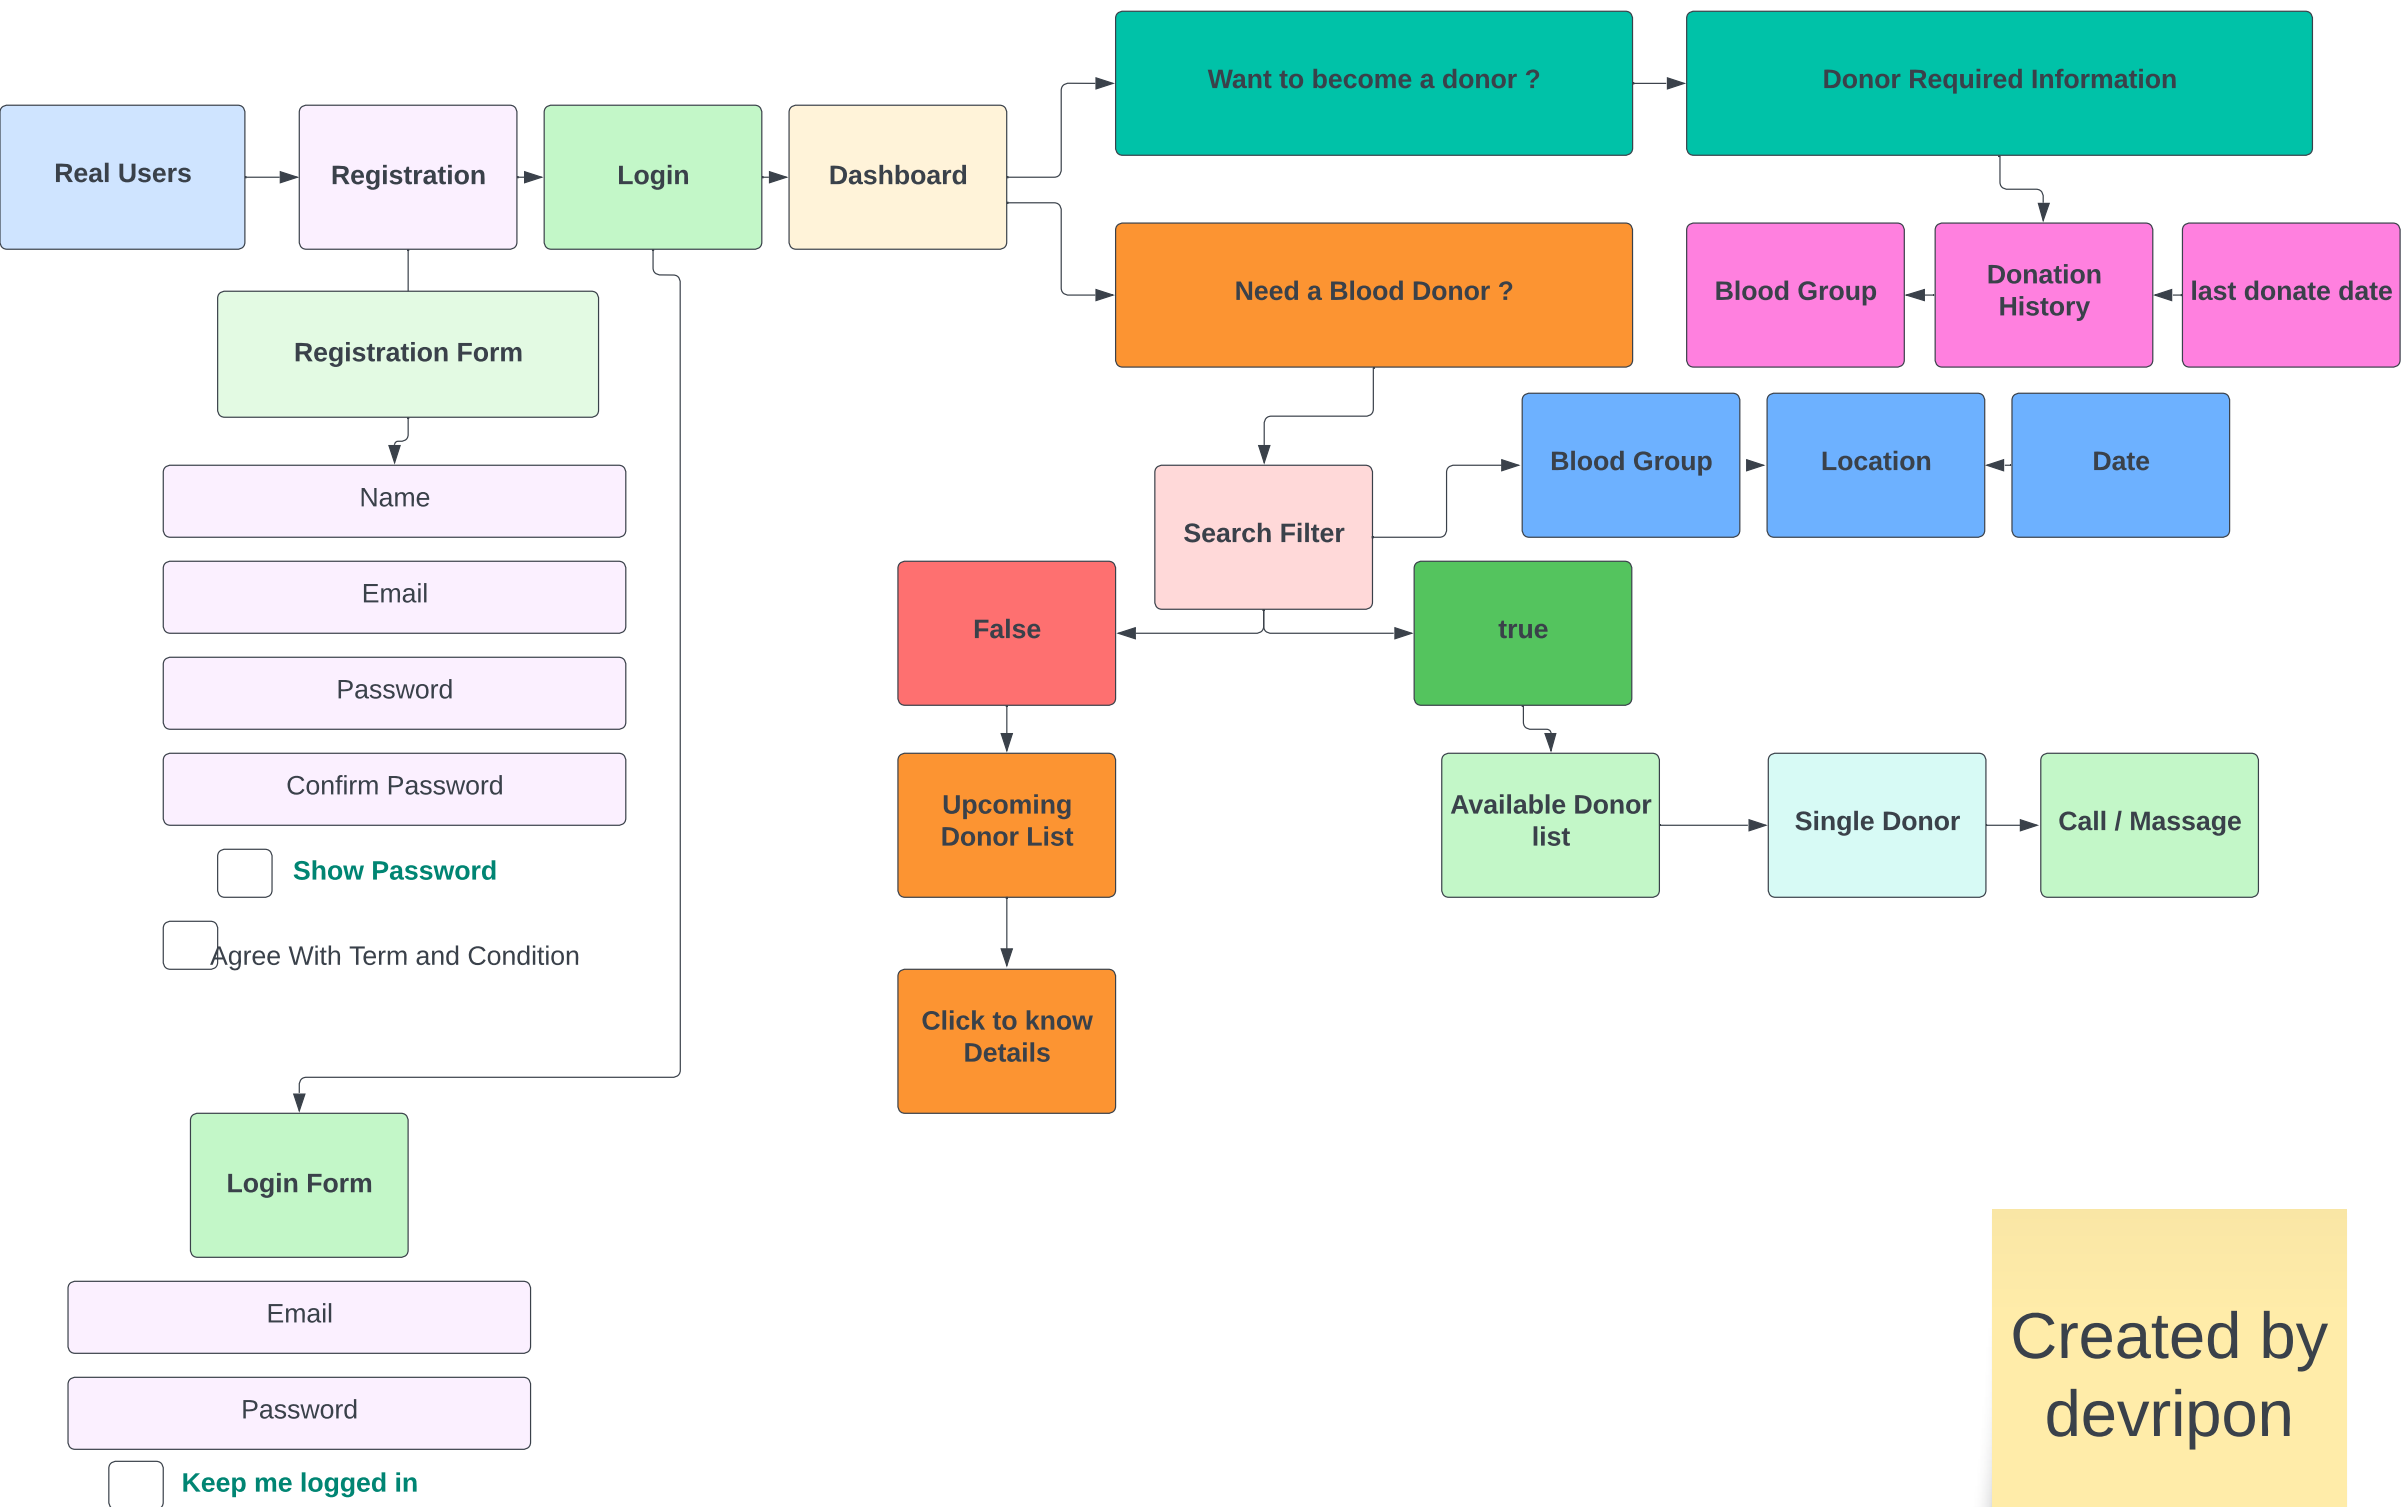 Real Users
Registration
Login
Dashboard
Want to become a donor ?
Donor Required Information
Need a Blood Donor ?
Blood Group
Donation
History
last donate date
Registration Form
Name
Email
Password
Confirm Password
Show Password
Agree With Term and Condition
Search Filter
Blood Group
Location
Date
False
true
Upcoming
Donor List
Click to know
Details
Available Donor
list
Single Donor
Call / Massage
Login Form
Email
Password
Keep me logged in
Created by
devripon